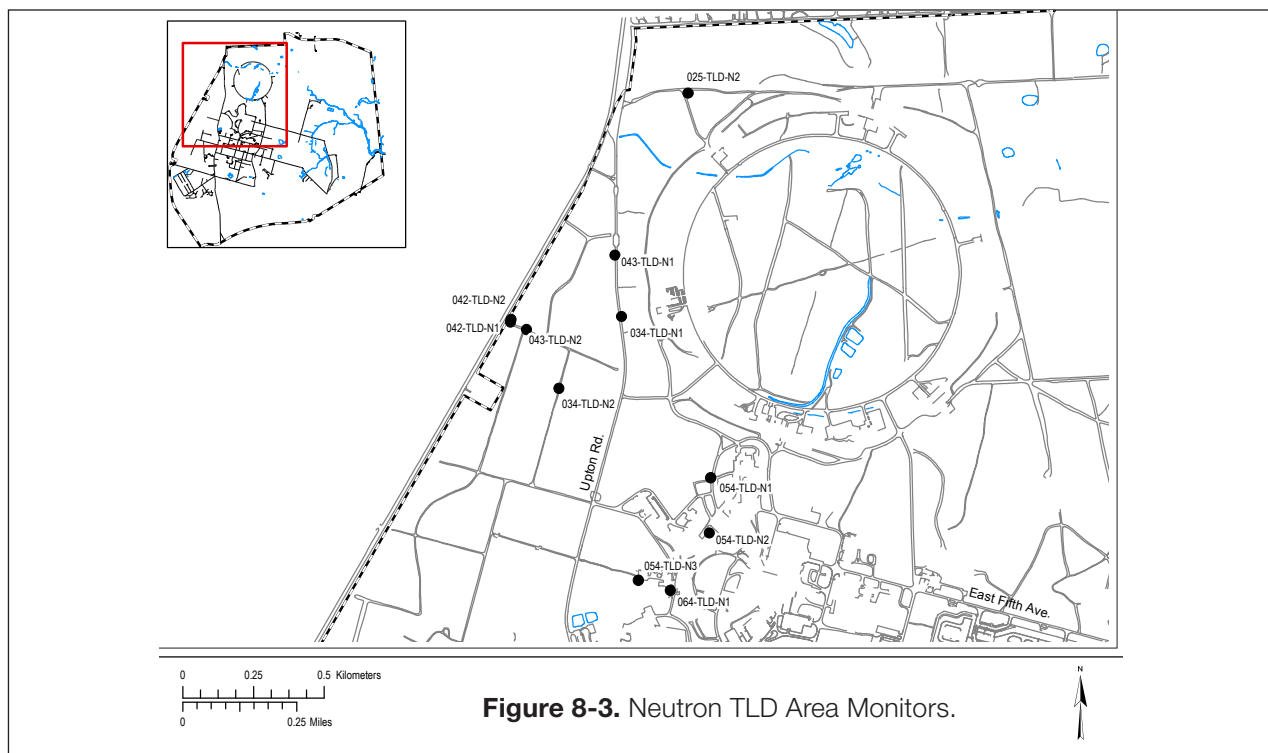 025-TLD-N2
043-TLD-N1
042-TLD-N2
042-TLD-N1
043-TLD-N2
034-TLD-N1
034-TLD-N2
Upton Rd.
054-TLD-N1
054-TLD-N2
054-TLD-N3
064-TLD-N1
East Fifth Ave.
0 0.25 0.5 Kilometers
0 0.25 Miles
Figure 8-3. Neutron TLD Area Monitors.
N